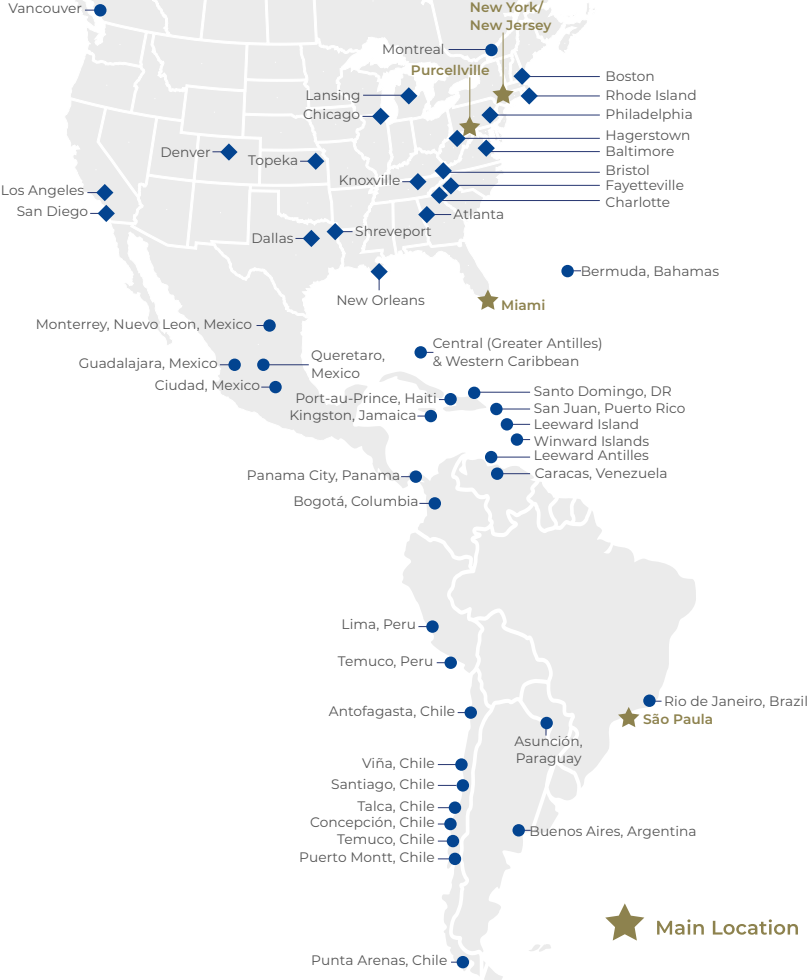 Vancouver
New York/
New Jersey
Montreal
Purcellville
Boston
Lansing
Rhode Island
Chicago
Philadelphia
Hagerstown
Denver
Baltimore
Topeka
Bristol
Knoxville
Fayetteville
Los Angeles
Charlotte
San Diego
Atlanta
Dallas
Shreveport
Bermuda, Bahamas
New Orleans
Miami
Monterrey, Nuevo Leon, Mexico
Central (Greater Antilles)
& Western Caribbean
Guadalajara, Mexico
Queretaro,
Mexico
Ciudad, Mexico
Santo Domingo, DR
Port-au-Prince, Haiti
San Juan, Puerto Rico
Kingston, Jamaica
Leeward Island
Winward Islands
Leeward Antilles
Panama City, Panama
Caracas, Venezuela
Bogotá, Columbia
Lima, Peru
Temuco, Peru
Rio de Janeiro, Brazil
Antofagasta, Chile
São Paula
Asunción,
Paraguay
Viña, Chile
Santiago, Chile
Talca, Chile
Concepción, Chile
Buenos Aires, Argentina
Temuco, Chile
Puerto Montt, Chile
Main Location
Punta Arenas, Chile